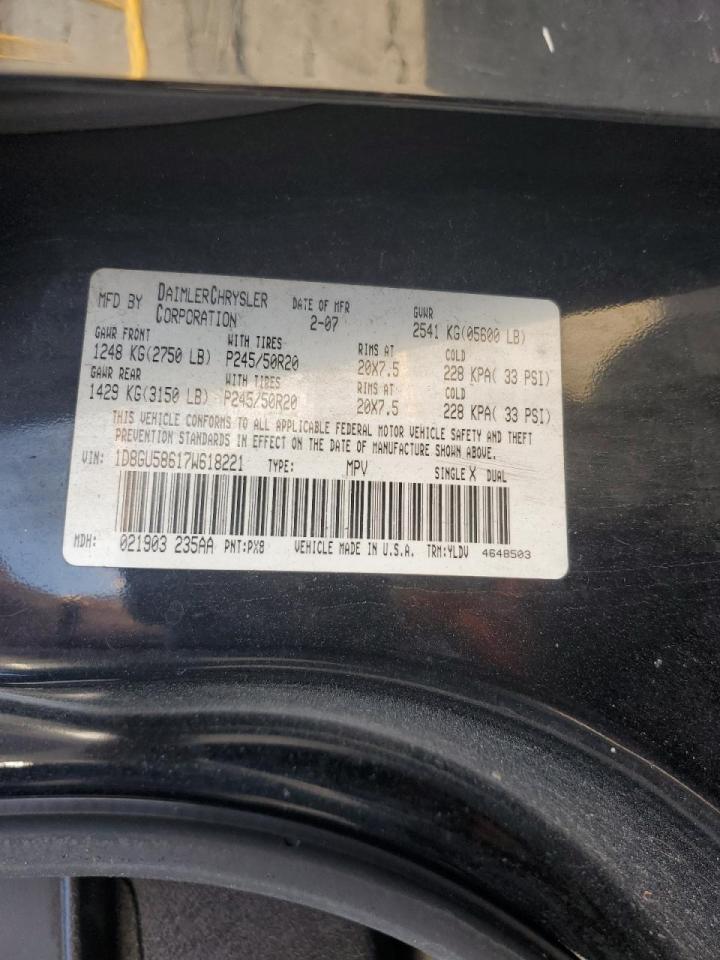 MFD BY DAIMLERCHRYSLER CORPORATION DATE OF MFR 2-07 GVWR 2541 KG(05600 LB)
GAWR FRONT WITH TIRES RIMS AT COLD
1248 KG(2750 LB) P245/50R20 20X7.5 228 KPA( 33 PSI)
GAWR REAR WITH TIRES RIMS AT COLD
1429 KG(3150 LB) P245/50R20 20X7.5 228 KPA( 33 PSI)
THIS VEHICLE CONFORMS TO ALL APPLICABLE FEDERAL MOTOR VEHICLE SAFETY AND THEFT
PREVENTION STANDARDS IN EFFECT ON THE DATE OF MANUFACTURE SHOWN ABOVE.
VIN: 1D8GU58617W618221 TYPE: MPV SINGLE X DUAL
MDH: 021903 235AA PNT:PX8 VEHICLE MADE IN U.S.A. TRM:YLDV 4648503